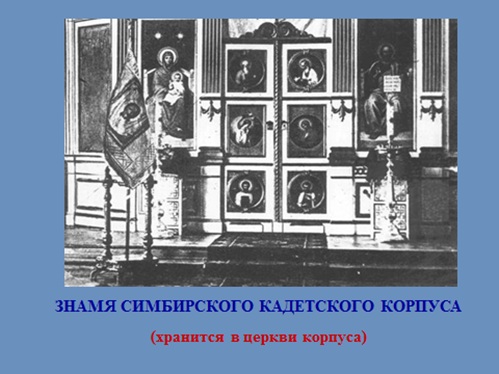 ЗНАМЯ СИМБИРСКОГО КАДЕТСКОГО КОРПУСА
(хранится в церкви корпуса)